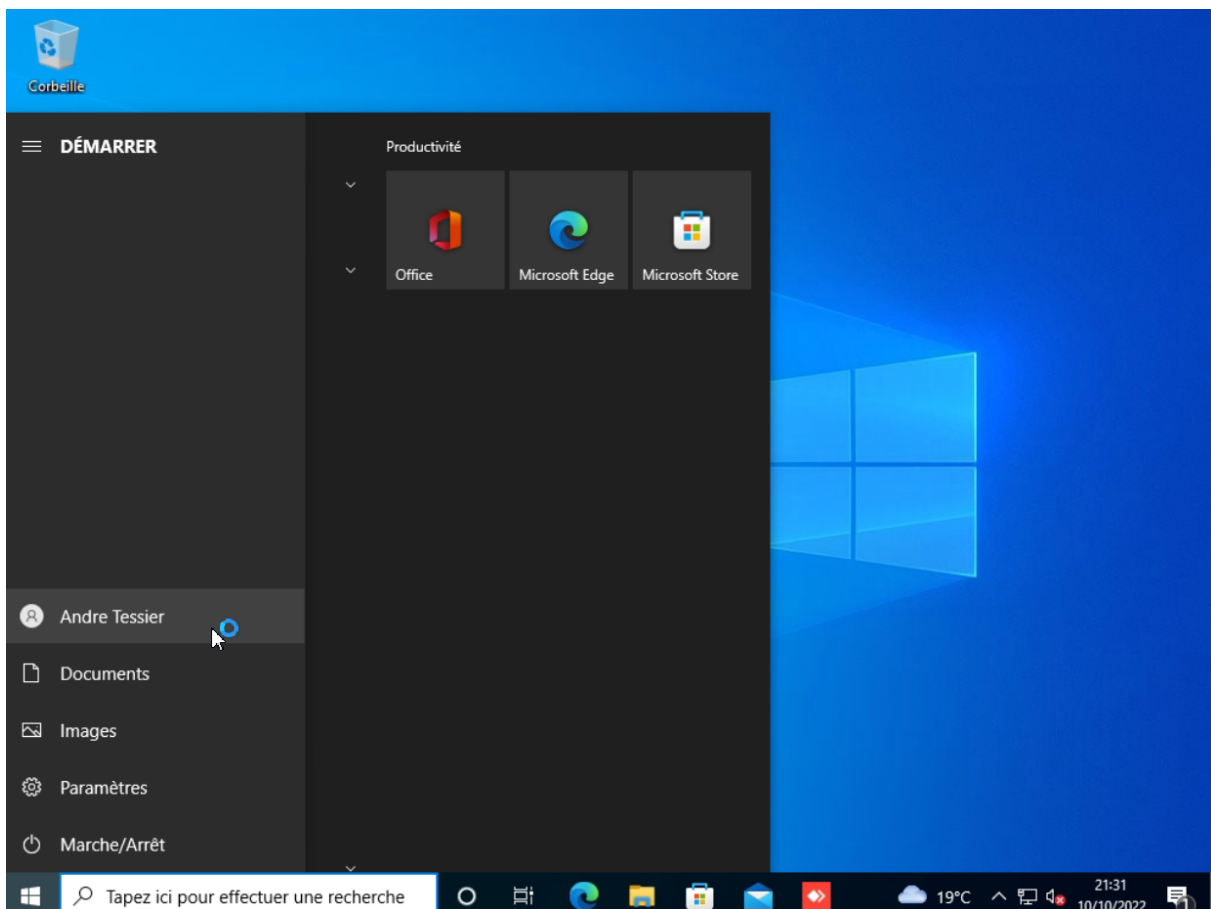 Corbeille
DÉMARRER
Productivité
Office
Microsoft Edge
Microsoft Store
Andre Tessier
Documents
Images
Paramètres
Marche/Arrêt
Tapez ici pour effectuer une recherche
19°C
21:31
10/10/2022
1